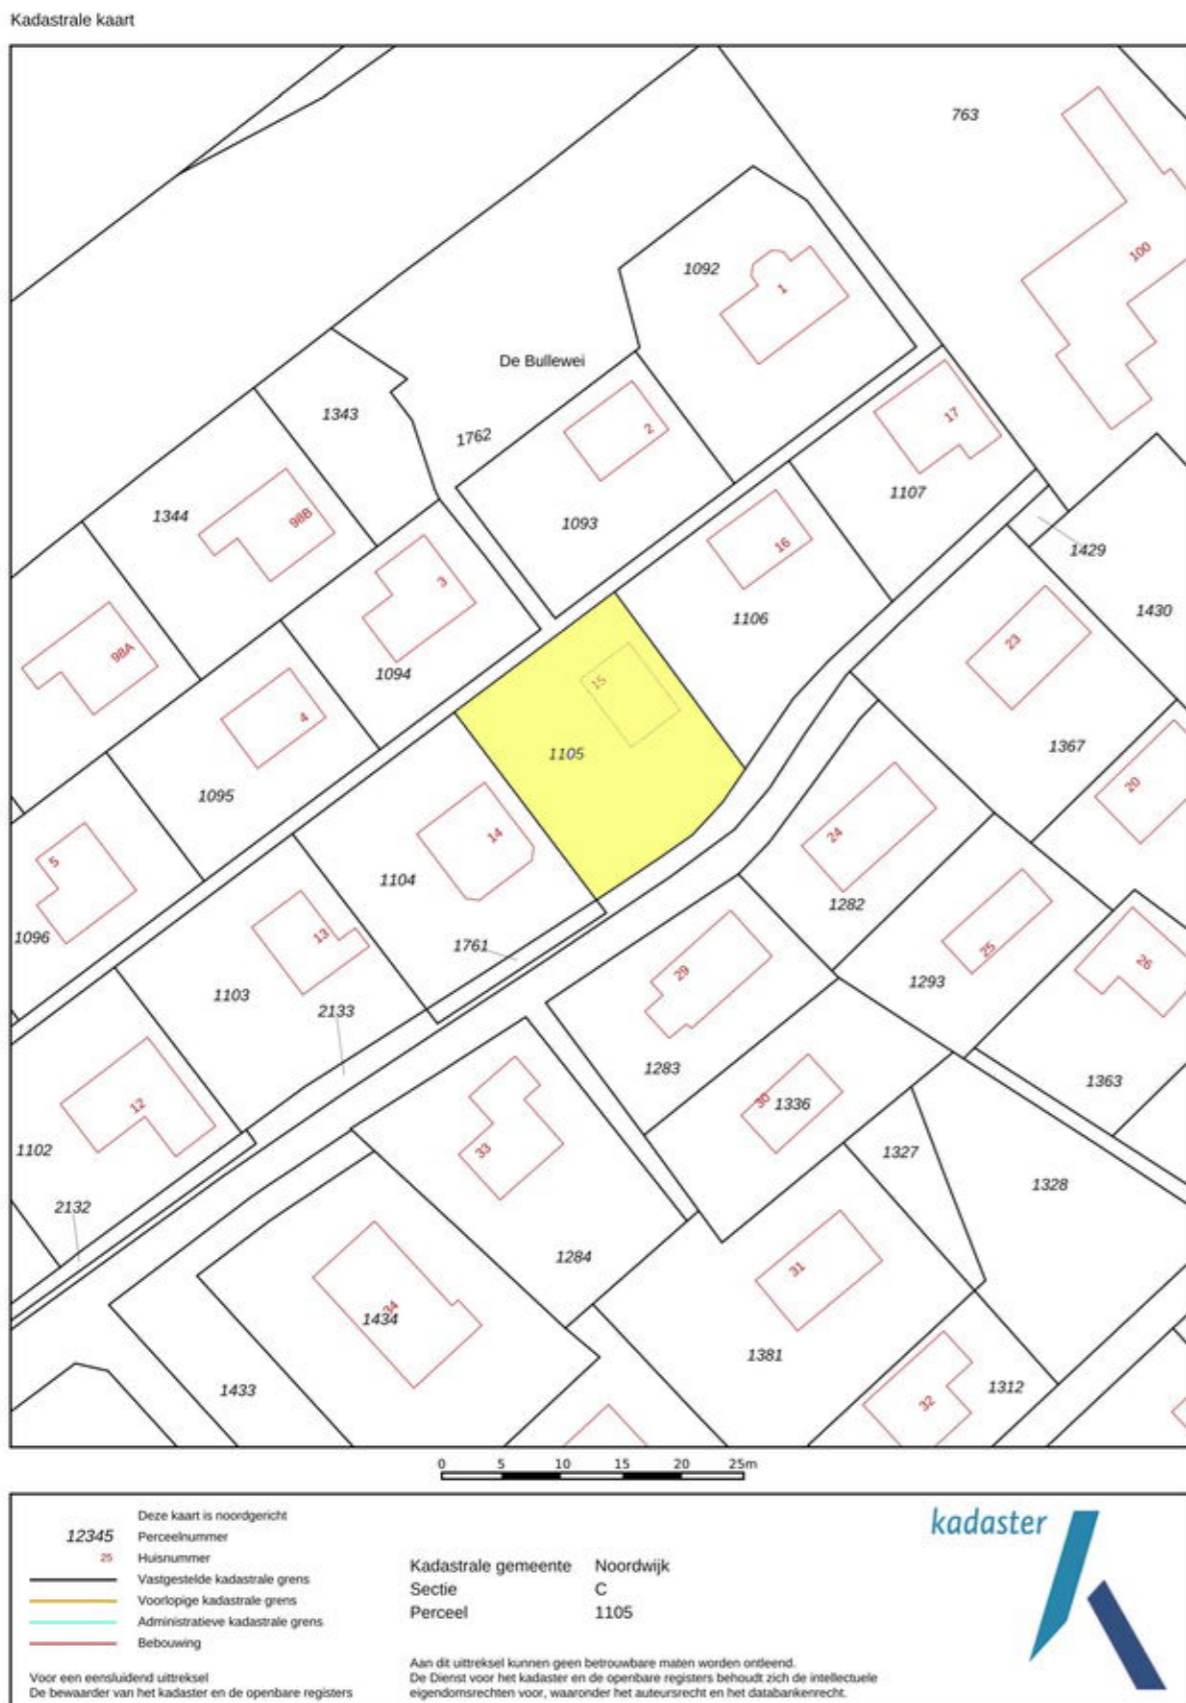 Kadastrale kaart
763
100
1092
1
De Bullewei
1343
17
1762
2
1107
1344
98B
1093
16
1429
3
1106
1430
23
98A
1094
15
4
1105
1367
1095
20
14
24
5
1104
1282
1096
13
1761
25
26
29
1293
1103
2133
1283
1363
30
1336
12
1102
33
1327
1328
2132
1284
31
34
1434
1381
1433
32
1312
0 5 10 15 20 25m
Deze kaart is noordgericht
12345 Perceelnummer
25 Huisnummer
Vastgestelde kadastrale grens
Voorlopige kadastrale grens
Administratieve kadastrale grens
Bebouwing
Voor een eensluidend uittreksel
De bewaarder van het kadaster en de openbare registers
Kadastrale gemeente Noordwijk
Sectie C
Perceel 1105
Aan dit uittreksel kunnen geen betrouwbare maten worden ontleend.
De Dienst voor het kadaster en de openbare registers behoudt zich de intellectuele
eigendomsrechten voor, waaronder het auteursrecht en het databankenrecht.
kadaster